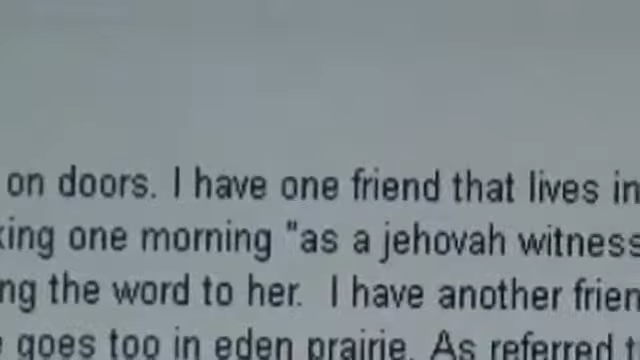 on doors. I have one friend that lives in
king one morning "as a jehovah witness
ng the word to her. I have another frien
goes too in eden prairie. As referred t